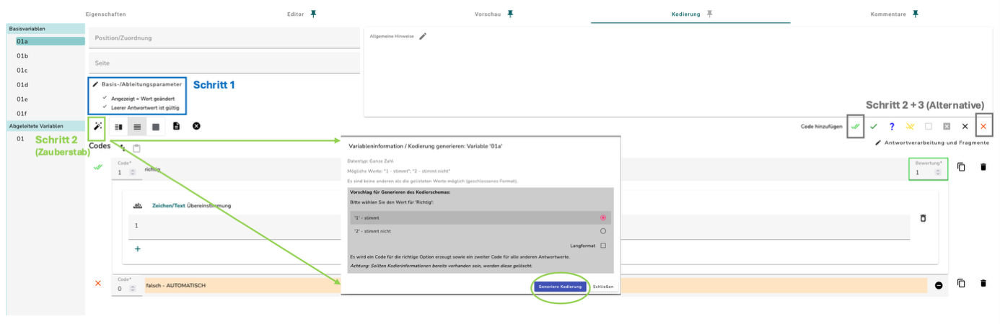 Eigenschaften
Editor
Vorschau
Kodierung
Kommentare
Basisvariablen
01a
01b
01c
01d
01e
01f
Abgeleitete Variablen
01
Position/Zuordnung
Seite
Allgemeine Hinweise
Basis-/Ableitungsparameter
Angezeigt = Wert geändert
Leerer Antwortwert ist gültig
Schritt 1
Schritt 2 + 3 (Alternative)
Schritt 2
(Zauberstab)
Code hinzufügen
?
Antwortverarbeitung und Fragmente
Codes
Code*
1
richtig
Bewertung*
1
ab
Zeichen/Text Übereinstimmung
1
+
Code*
0
falsch - AUTOMATISCH
Variableninformation / Kodierung generieren: Variable '01a'
Datentyp: Ganze Zahl
Mögliche Werte: "1 - stimmt"; "2 - stimmt nicht"
Es sind keine anderen als die gelisteten Werte möglich (geschlossenes Format).
Vorschlag für Generieren des Kodierschemas:
Bitte wählen Sie den Wert für 'Richtig':
'1' - stimmt
'2' - stimmt nicht
Langformat
Es wird ein Code für die richtige Option erzeugt sowie ein zweiter Code für alle anderen Antwortwerte.
Achtung: Sollten Kodierinformationen bereits vorhanden sein, werden diese gelöscht.
Generiere Kodierung
Schließen